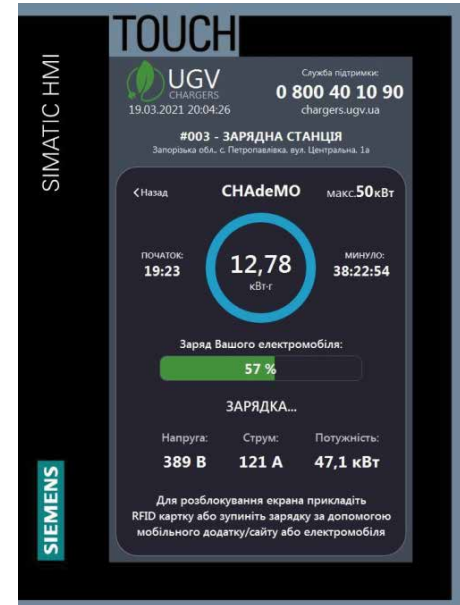 TOUCH
SIMATIC HMI
UGV
CHARGERS
19.03.2021 20:04:26
Служба підтримки:
0 800 40 10 90
chargers.ugv.ua
#003 - ЗАРЯДНА СТАНЦІЯ
Запорізька обл., с. Петропавлівка, вул. Центральна, 1а
<Назад
CHAdeMO
макс.50кВт
ПОЧАТОК:
19:23
12,78
кВт·г
МИНУЛО:
38:22:54
Заряд Вашого електромобіля:
57 %
ЗАРЯДКА...
Напруга: Струм: Потужність:
389 В 121 А 47,1 кВт
Для розблокування екрана прикладіть
RFID картку або зупиніть зарядку за допомогою
мобільного додатку/сайту або електромобіля
SIEMENS